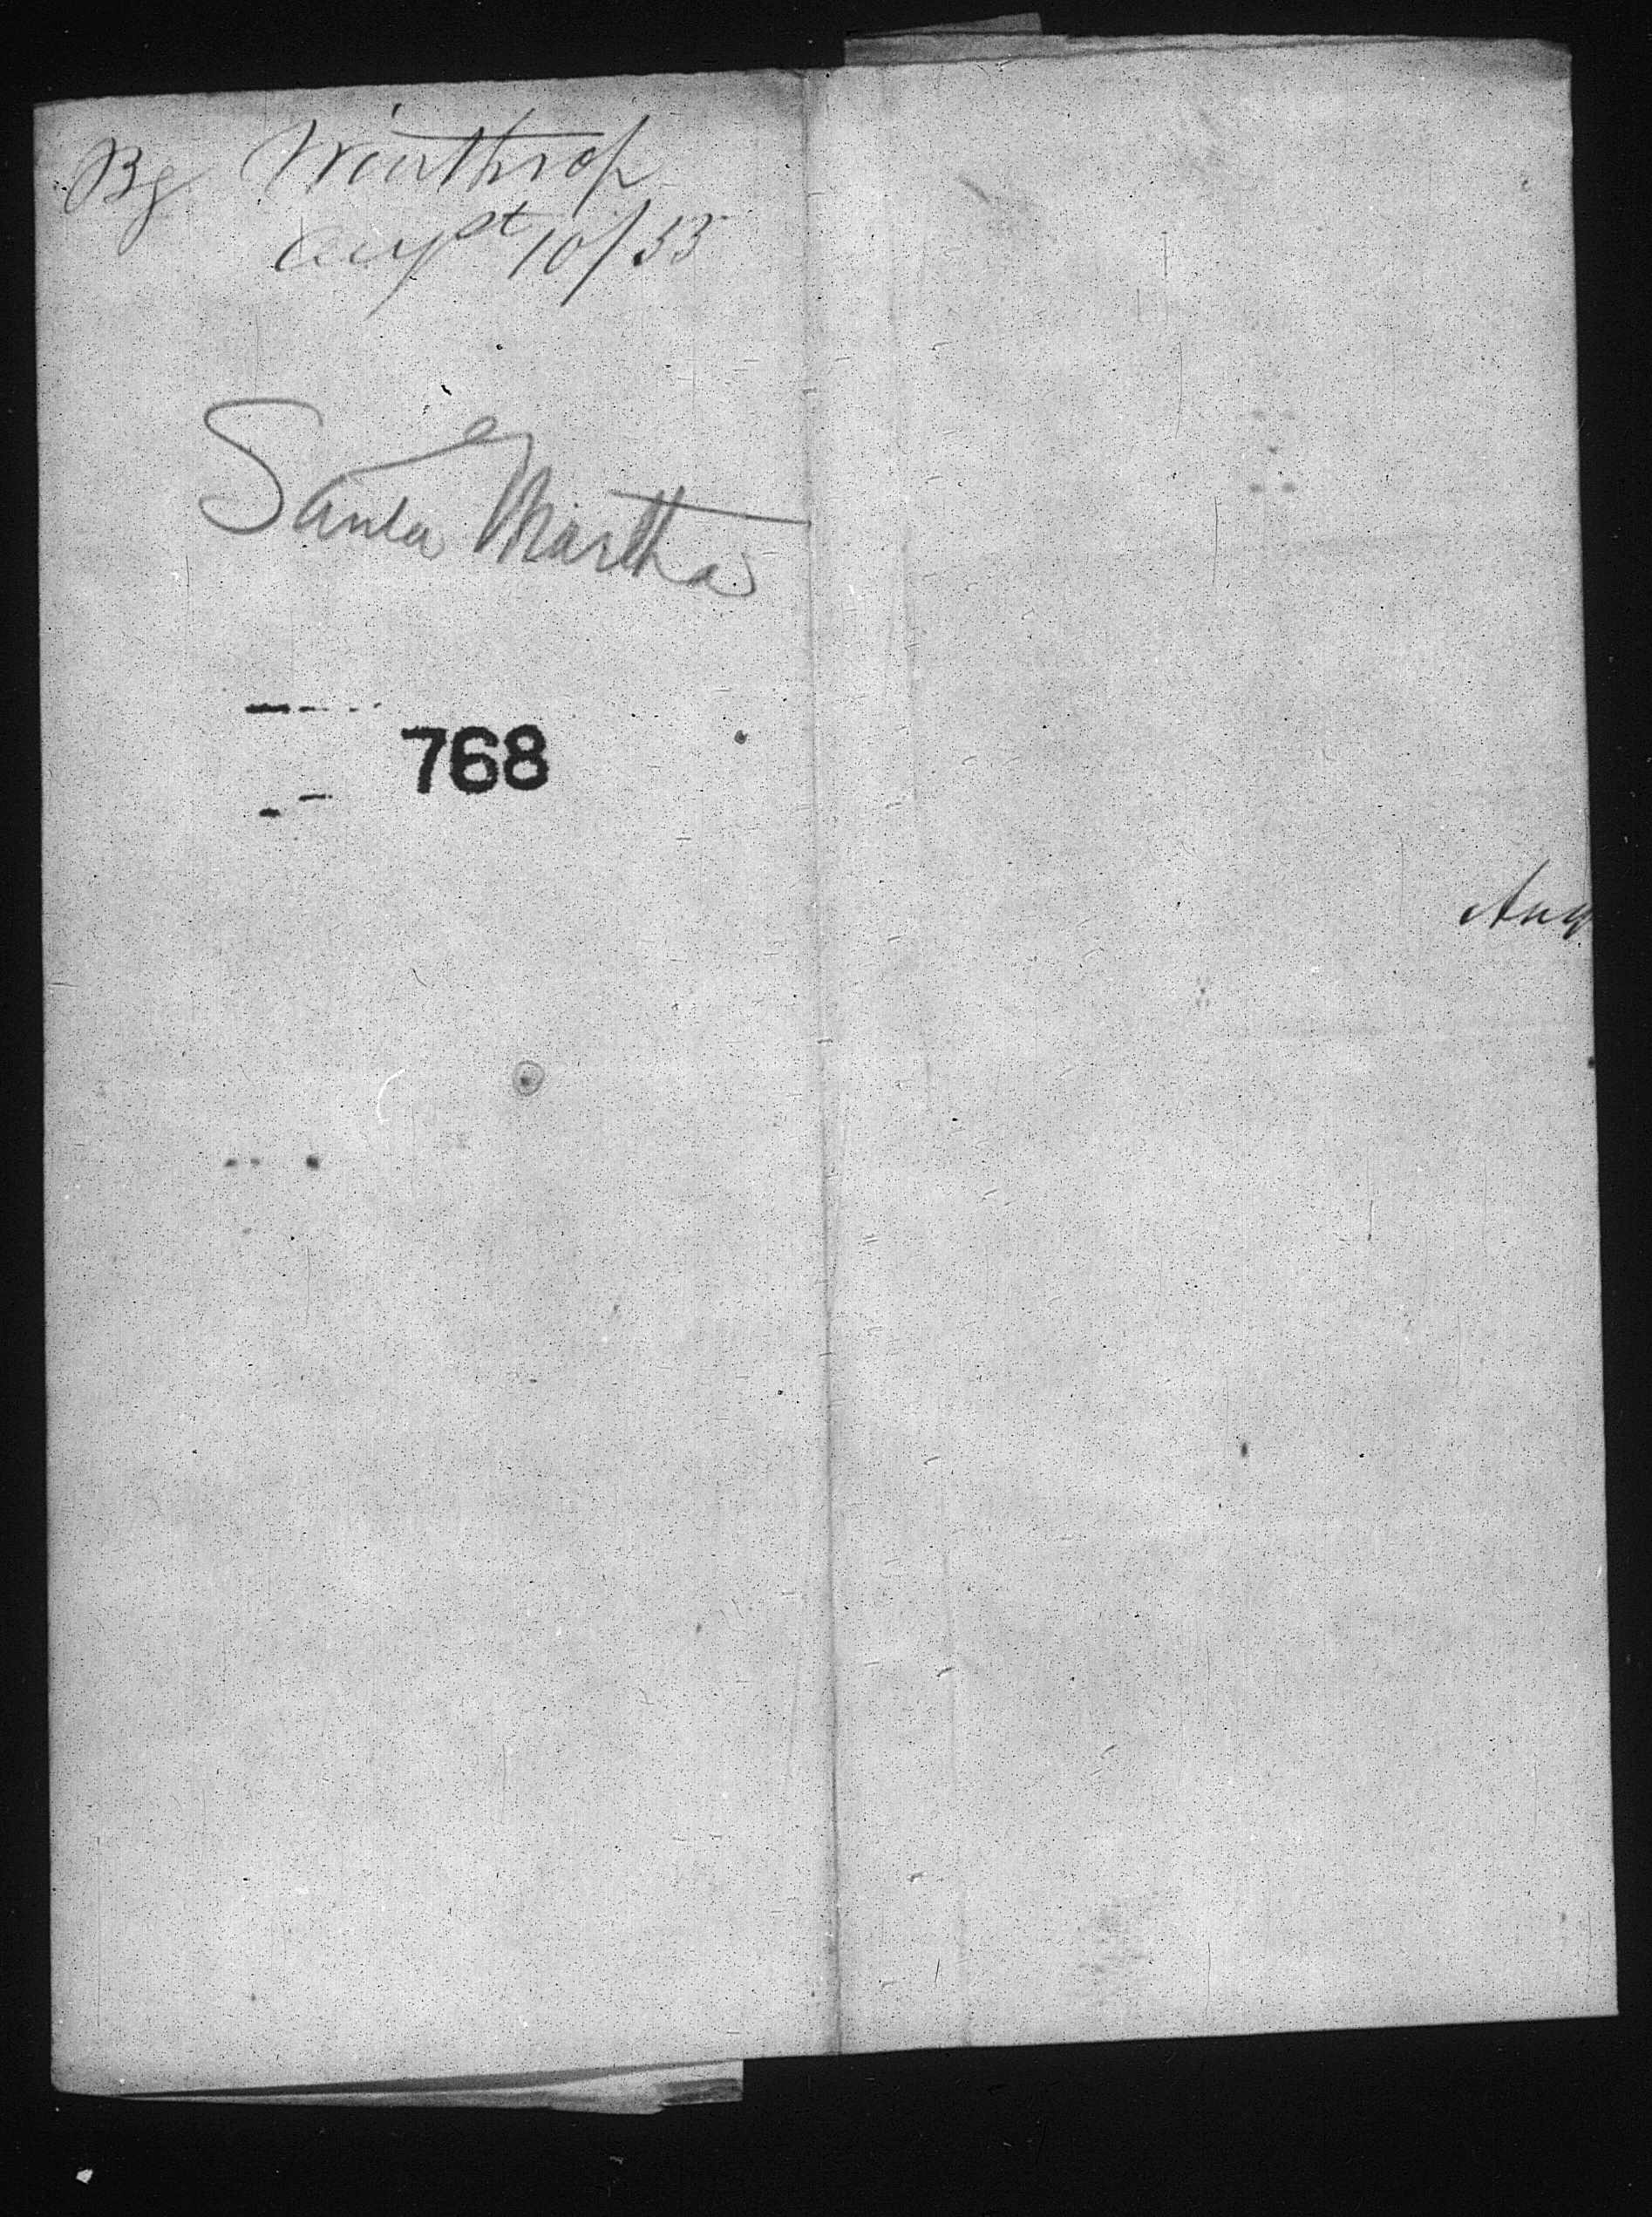 Bg Winthrop
Augst 10/53
Santa Martha
768
Aug